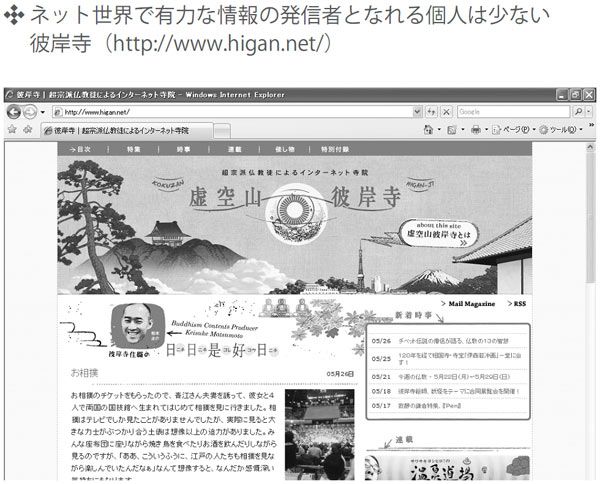 ネット世界で有力な情報の発信者となれる個人は少ない
彼岸寺（http://www.higan.net/）
彼岸寺｜超宗派仏教徒によるインターネット寺院 - Windows Internet Explorer
http://www.higan.net/
Google
彼岸寺｜超宗派仏教徒によるインターネット寺院
ページ(P) ツール(O)
→目次 特集 時事 連載 催し物 特別付録
超宗派仏教徒によるインターネット寺院
KOKUZAN HIGAN-JI
虚空山 彼岸寺
about this site
虚空山彼岸寺とは
Mail Magazine RSS
Buddhism Contents Producer
Keisuke Matsumoto
彼岸寺住職の
日日是好日
新着時事
05/26 チベット伝説の僧侶が語る、仏教の13の智慧
05/25 120年を経て相国寺・寺宝「伊藤若冲画」一堂に会す！
05/21 今週の仏教 - 5月22日(月)～5月29日(日)
05/18 彼岸寺絵師、妖怪をテーマに合同展覧会を開催！
05/17 散歩の鎌倉特集、『Pen』
お相撲 05月26日
お相撲のチケットをもらったので、香江さん夫妻を誘って、彼女と4
人で両国の国技館へ生まれてはじめて相撲を見に行きました。相
撲はテレビでしか見たことがありませんでしたが、実際に見ると大
きな力士がぶつかり合う土俵は想像以上の迫力がありました。み
んな座布団に座りながら焼き鳥を食べたりお酒を飲んだりしながら
見るのですが、「ああ、こういうふうに、江戸の人たちも相撲を見な
がら楽しんでいたんだなぁ」なんて想像すると、なんだか感慨深い
気持ちになります。
連載
温泉道場